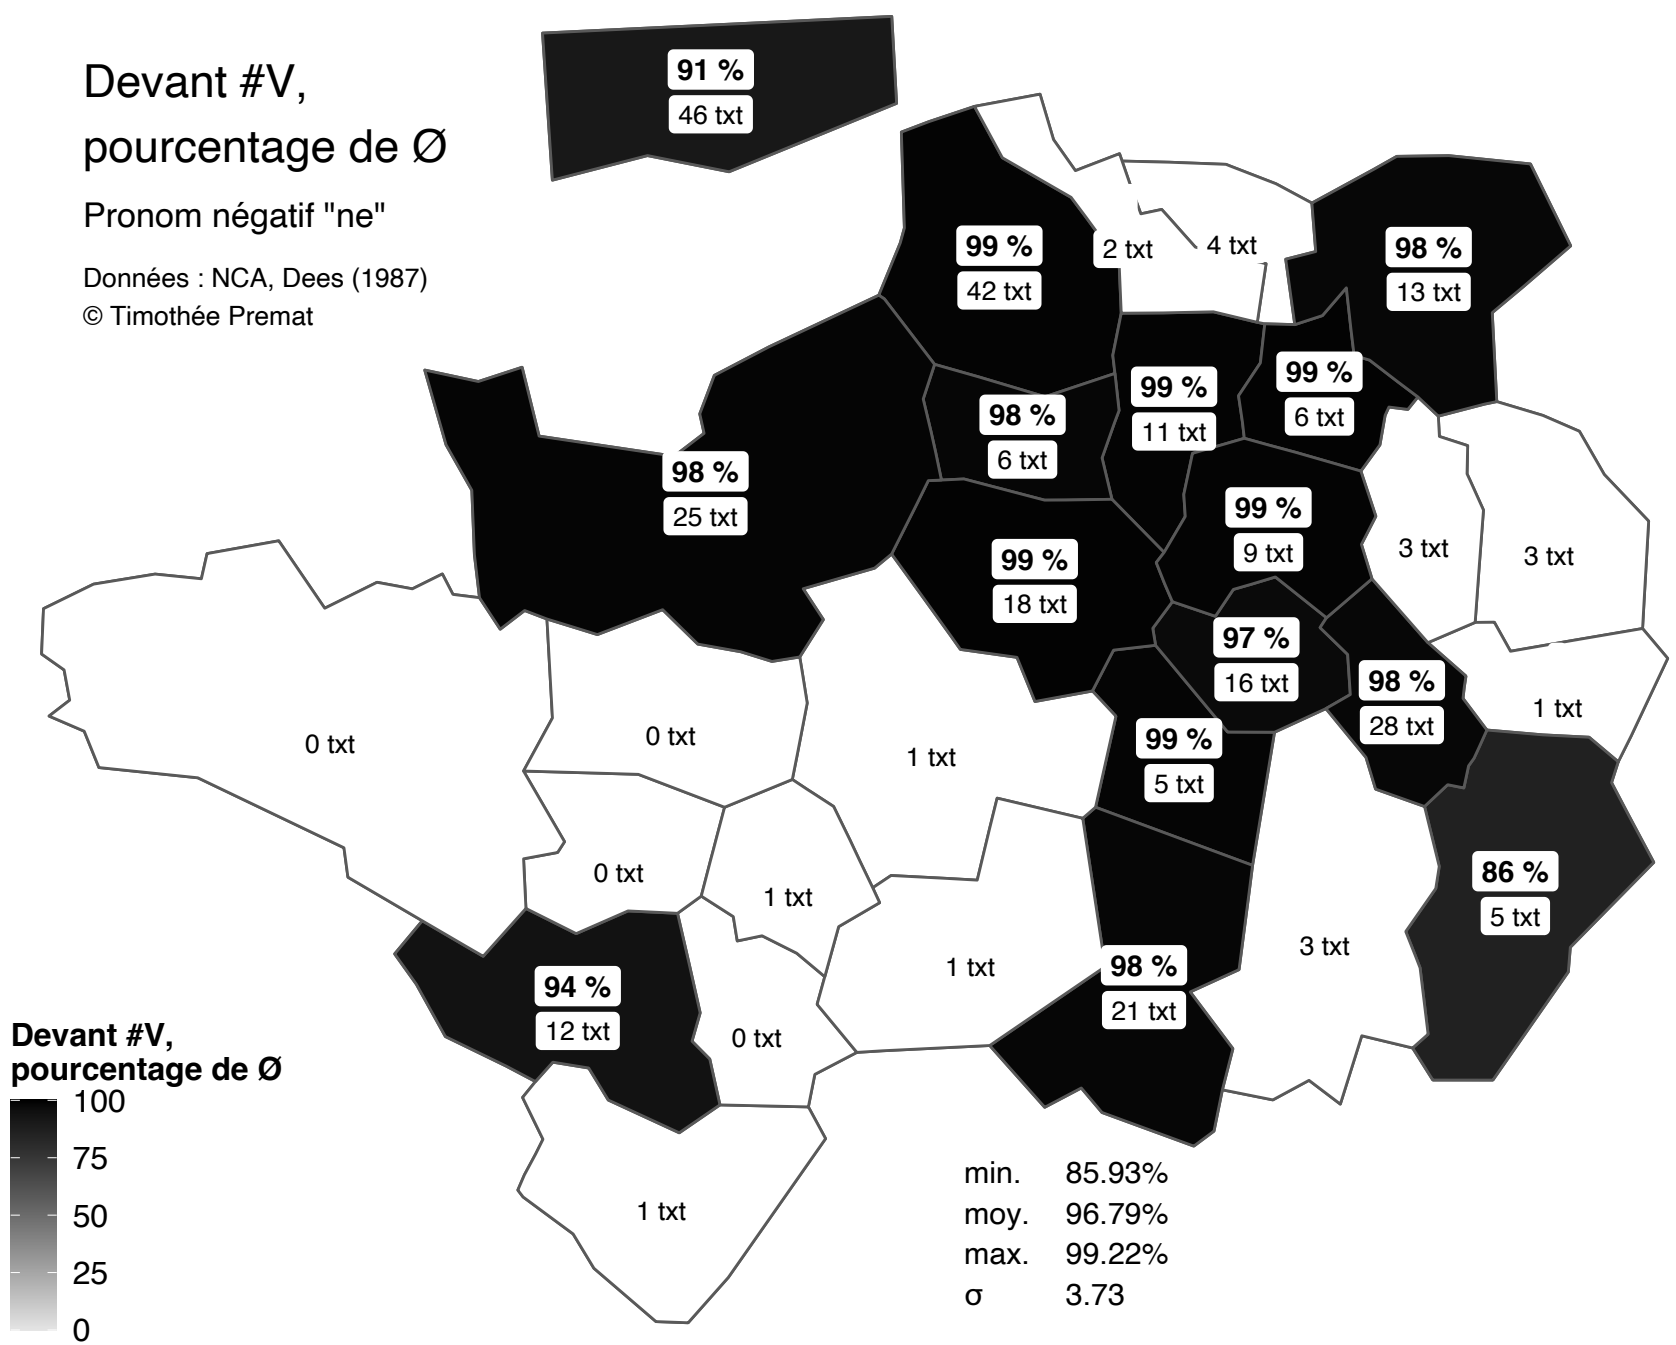 Devant #V,
pourcentage de Ø
Pronom négatif "ne"
Données : NCA, Dees (1987)
© Timothée Premat
91 %
46 txt
99 %
42 txt
2 txt
4 txt
98 %
13 txt
99 %
6 txt
99 %
11 txt
98 %
6 txt
98 %
25 txt
99 %
9 txt
3 txt
3 txt
99 %
18 txt
97 %
16 txt
98 %
28 txt
1 txt
0 txt
0 txt
1 txt
99 %
5 txt
0 txt
1 txt
86 %
5 txt
3 txt
1 txt
98 %
21 txt
94 %
12 txt
0 txt
1 txt
Devant #V,
pourcentage de Ø
100
75
50
25
0
min. 85.93%
moy. 96.79%
max. 99.22%
σ 3.73